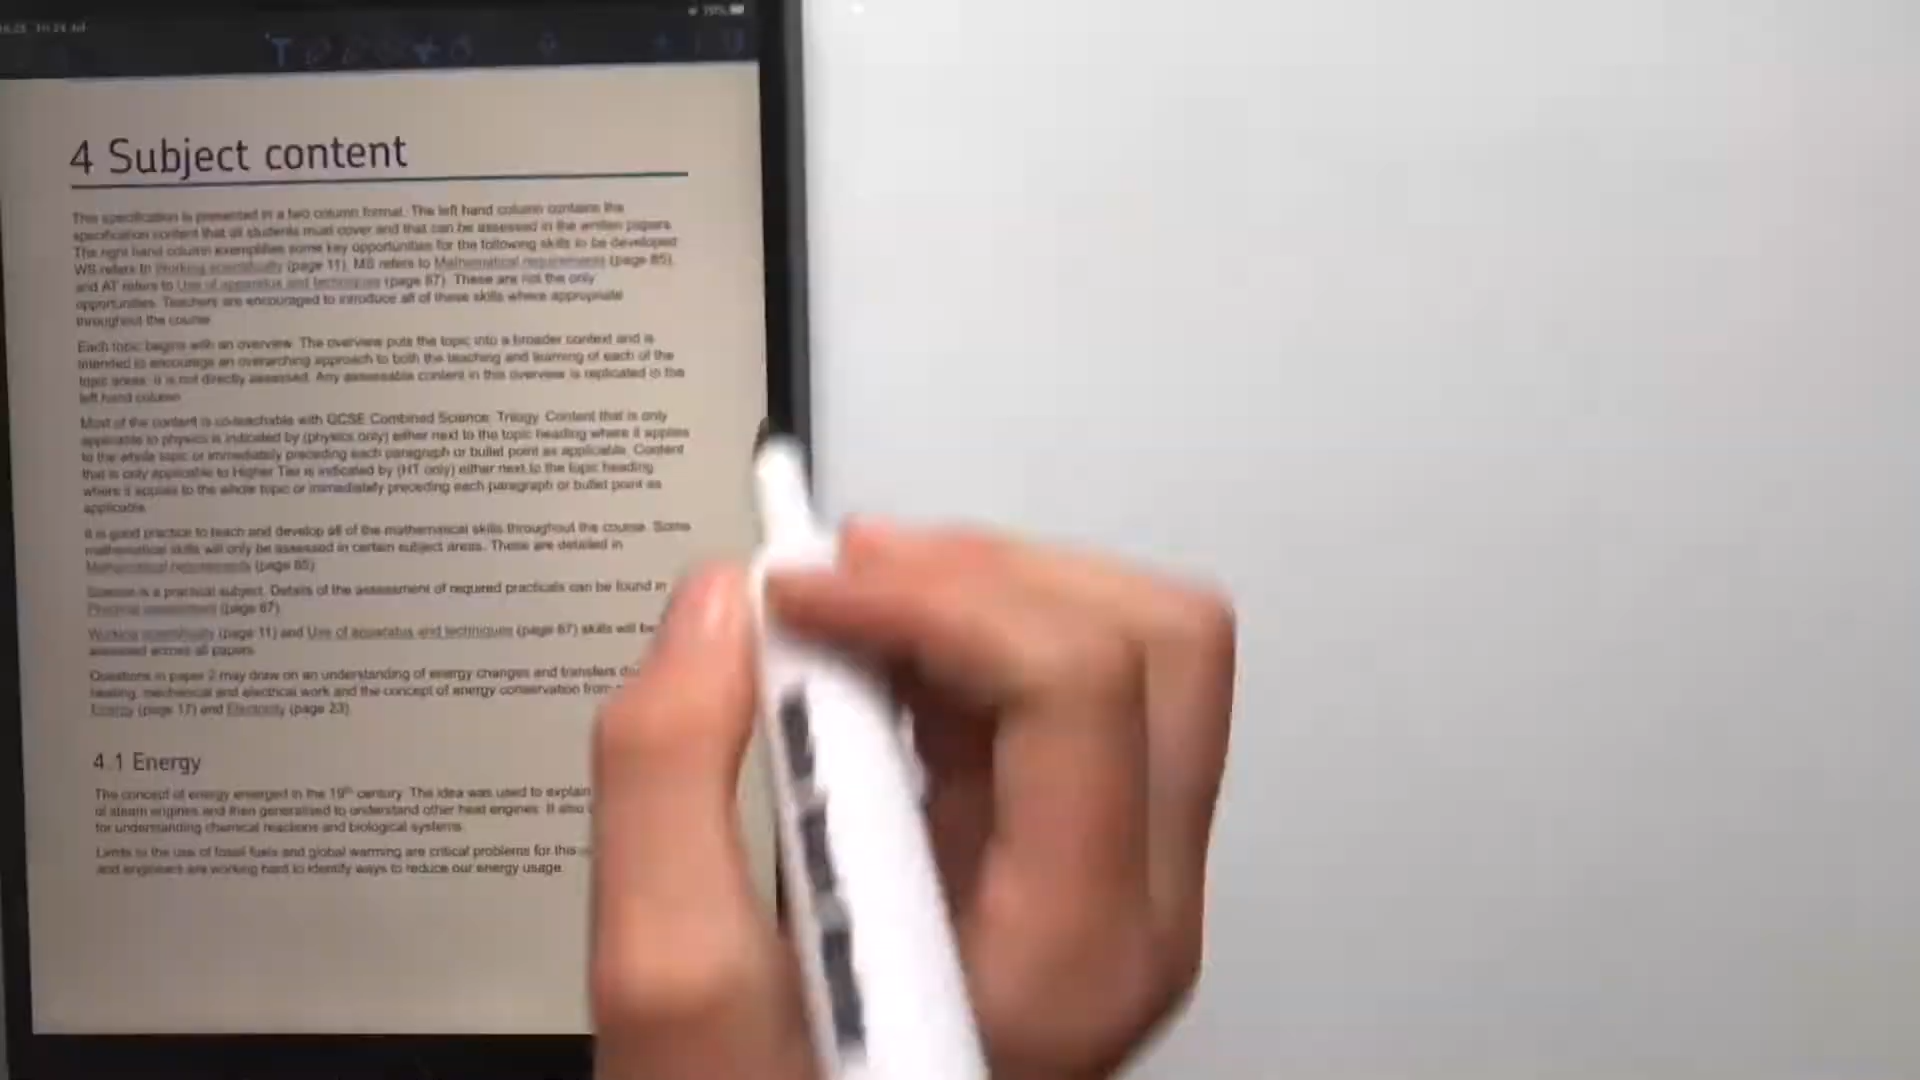 4 Subject content
This specification is presented in a two column format. The left hand column contains the
specification content that all students must cover and that can be assessed in the written papers.
The right hand column exemplifies some key opportunities for the following skills to be developed:
WS refers to Working scientifically (page 11), MS refers to Mathematical requirements (page 85),
and AT refers to Use of apparatus and techniques (page 87). These are not the only
opportunities. Teachers are encouraged to introduce all of these skills where appropriate
throughout the course.
Each topic begins with an overview. The overview puts the topic into a broader context and is
intended to encourage an overarching approach to both the teaching and learning of each of the
topic areas. It is not directly assessed. Any assessable content in this overview is replicated in the
left hand column.
Most of the content is co-teachable with GCSE Combined Science: Trilogy. Content that is only
applicable to physics is indicated by (physics only) either next to the topic heading where it applies
to the whole topic or immediately preceding each paragraph or bullet point as applicable. Content
that is only applicable to Higher Tier is indicated by (HT only) either next to the topic heading
where it applies to the whole topic or immediately preceding each paragraph or bullet point as
applicable.
It is good practice to teach and develop all of the mathematical skills throughout the course. Some
mathematical skills will only be assessed in certain subject areas. These are detailed in
Mathematical requirements (page 85).
Science is a practical subject. Details of the assessment of required practicals can be found in
Practical assessment (page 67).
Working scientifically (page 11) and Use of apparatus and techniques (page 87) skills will be
assessed across all papers.
Questions in paper 2 may draw on an understanding of energy changes and transfers
heating, mechanical and electrical work and the concept of energy conservation from
Energy (page 17) and Electricity (page 23).
4.1 Energy
The concept of energy emerged in the 19th century. The idea was used to explain
of steam engines and then generalised to understand other heat engines. It also
for understanding chemical reactions and biological systems.
Limits to the use of fossil fuels and global warming are critical problems for this
and engineers are working hard to identify ways to reduce our energy usage.